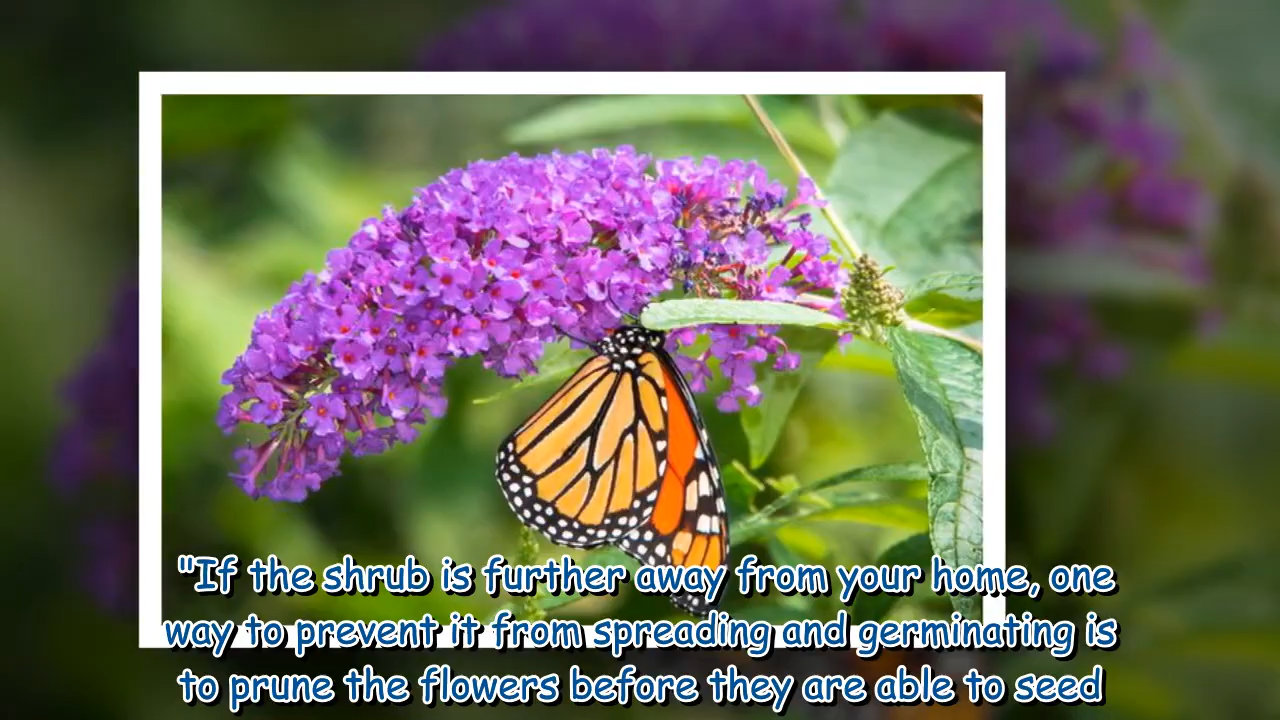 "If the shrub is further away from your home, one
way to prevent it from spreading and germinating is
to prune the flowers before they are able to seed